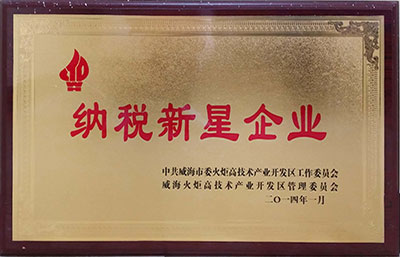 纳税新星企业
中共威海市委火炬高技术产业开发区工作委员会
威海火炬高技术产业开发区管理委员会
二〇一四年一月